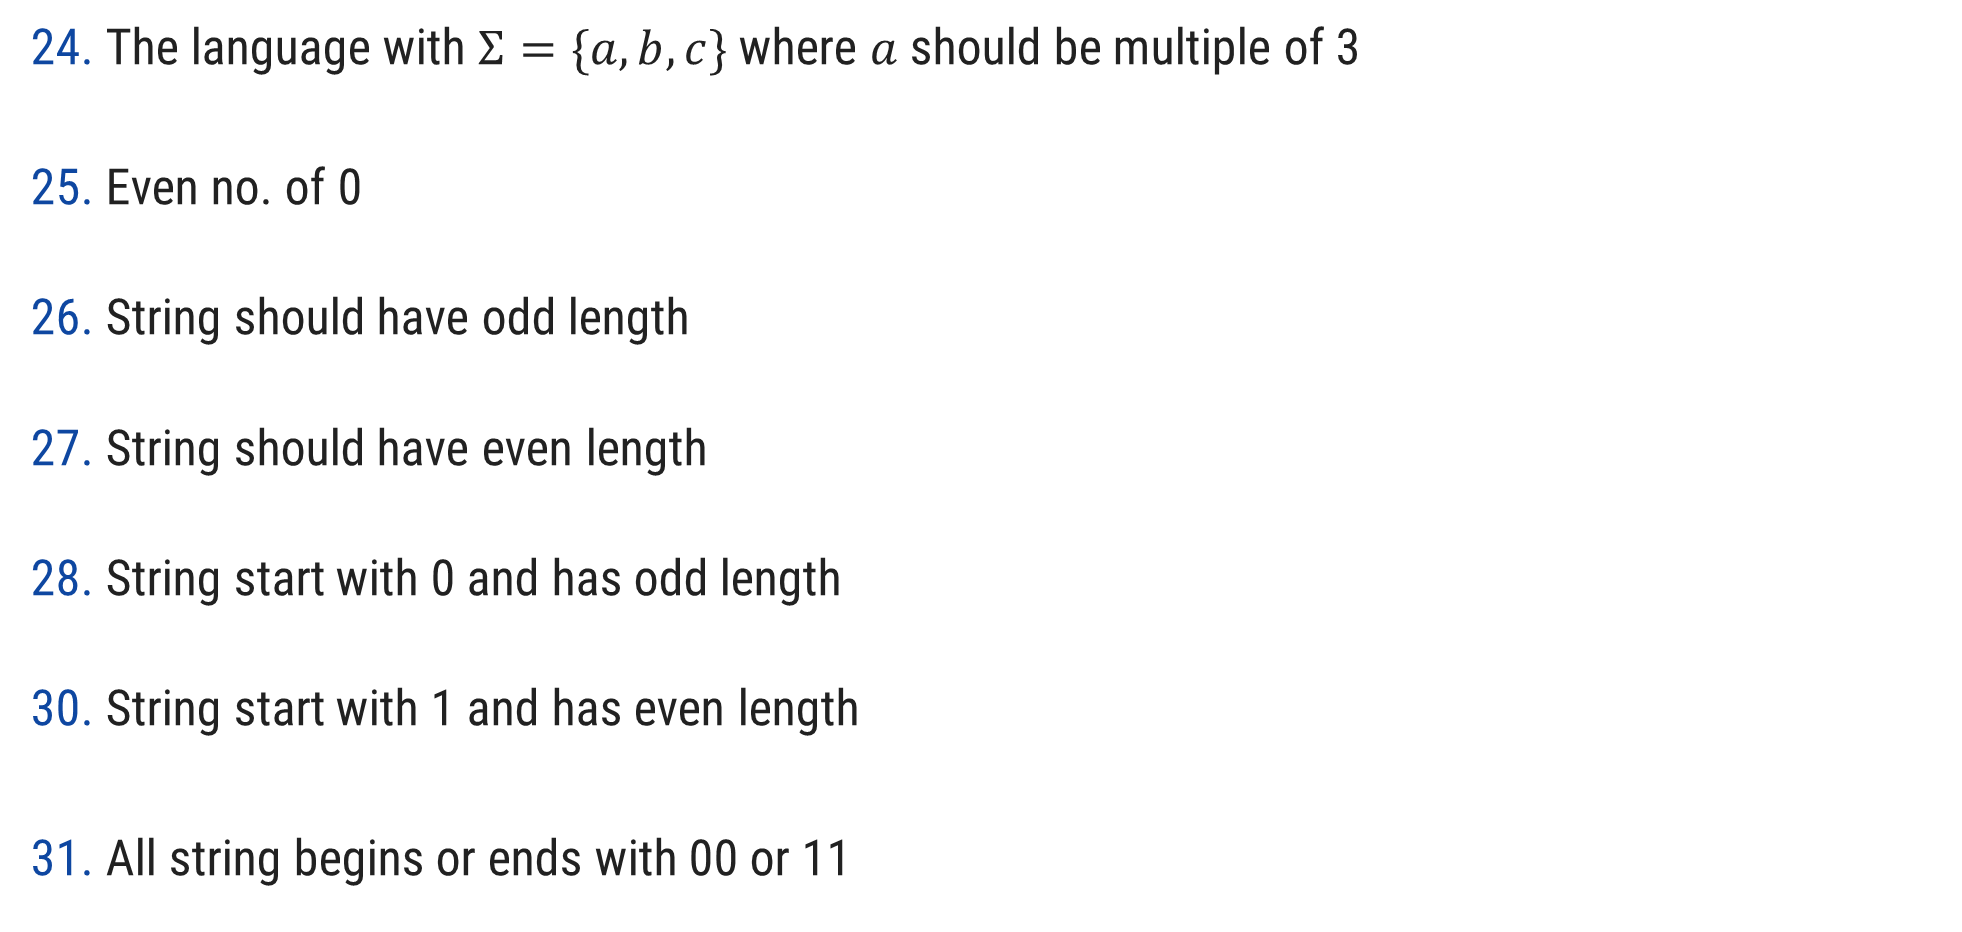 24. The language with Σ = {a, b, c} where a should be multiple of 3
25. Even no. of 0
26. String should have odd length
27. String should have even length
28. String start with 0 and has odd length
30. String start with 1 and has even length
31. All string begins or ends with 00 or 11